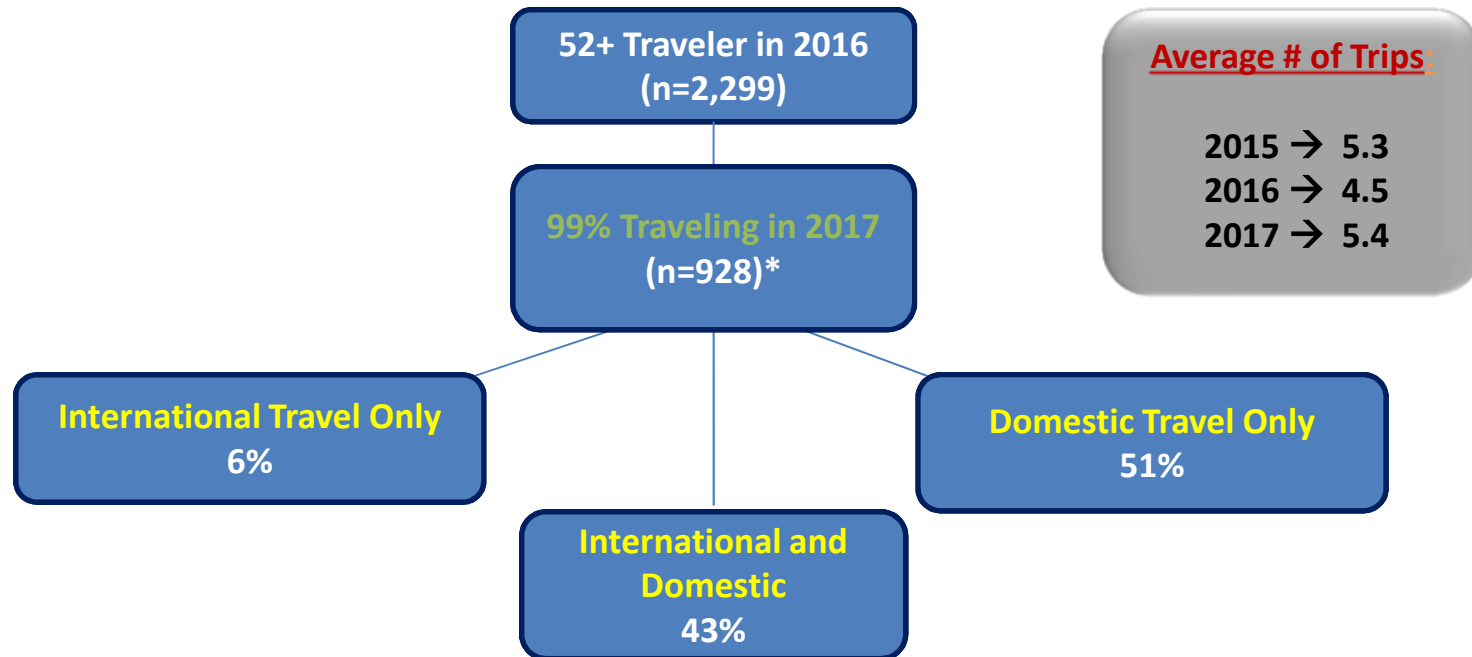 52+ Traveler in 2016
(n=2,299)
Average # of Trips:
2015 → 5.3
2016 → 4.5
2017 → 5.4
99% Traveling in 2017
(n=928)*
International Travel Only
6%
Domestic Travel Only
51%
International and
Domestic
43%